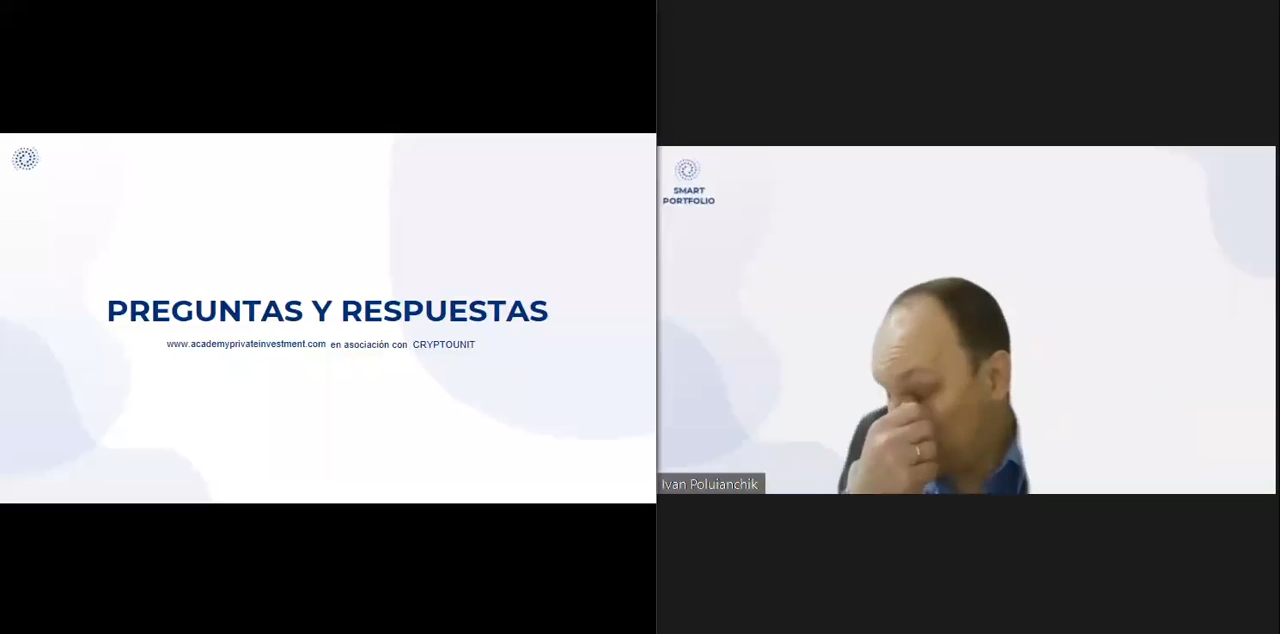 PREGUNTAS Y RESPUESTAS
www.academyprivateinvestment.com en asociación con CRYPTOUNIT
SMART
PORTFOLIO
Ivan Poluianchik